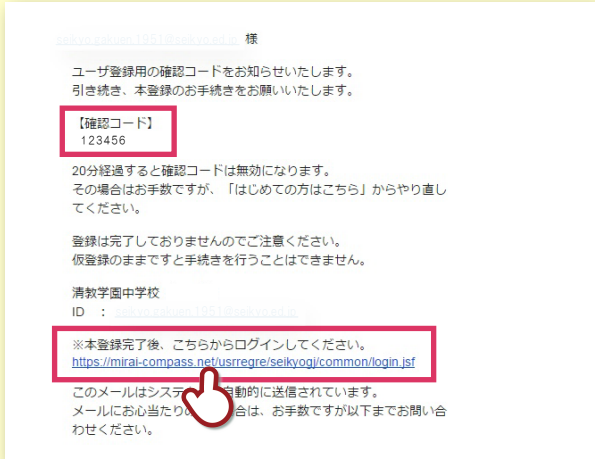 様
ユーザ登録用の確認コードをお知らせいたします。
引き続き、本登録のお手続きをお願いいたします。
【確認コード】
123456
20分経過すると確認コードは無効になります。
その場合はお手数ですが、「はじめての方はこちら」からやり直し
てください。
登録は完了しておりませんのでご注意ください。
仮登録のままですと手続きを行うことはできません。
清教学園中学校
ID ：
※本登録完了後、こちらからログインしてください。
https://mirai-compass.net/usrregre/seikyogj/common/login.jsf
このメールはシステ 自動的に送信されています。
メールにお心当たりの 合は、お手数ですが以下までお問い合
わせください。